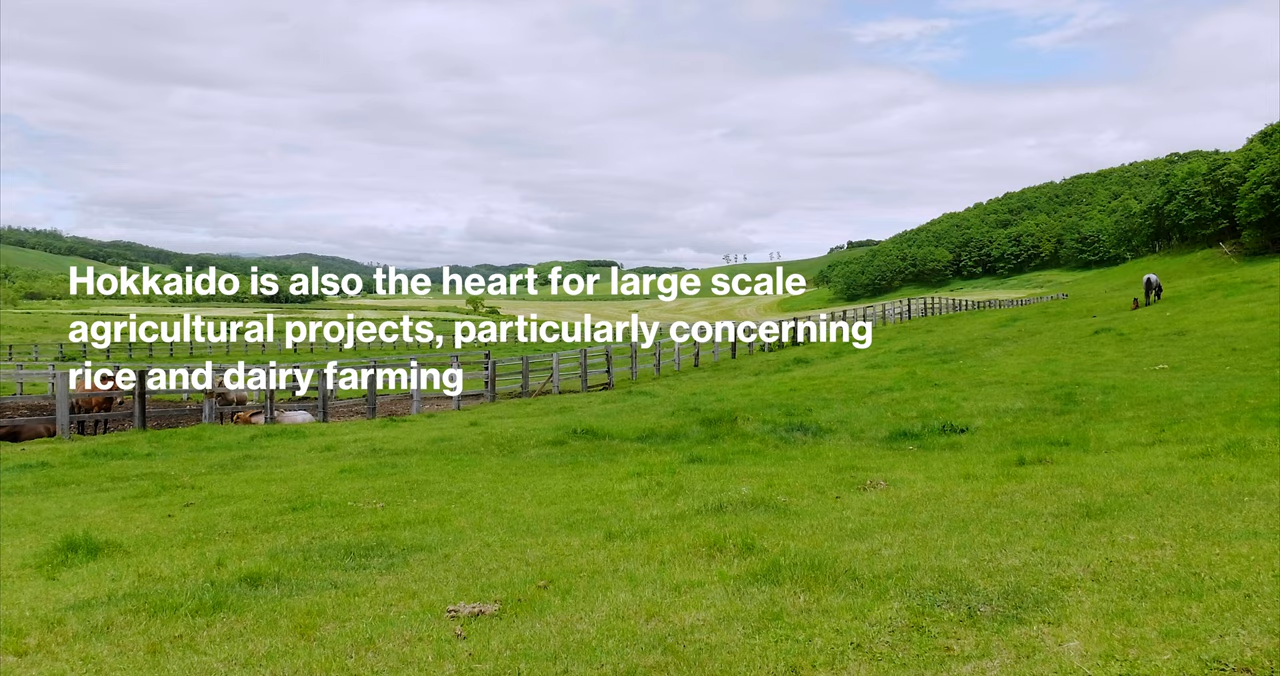 Hokkaido is also the heart for large scale
agricultural projects, particularly concerning
rice and dairy farming